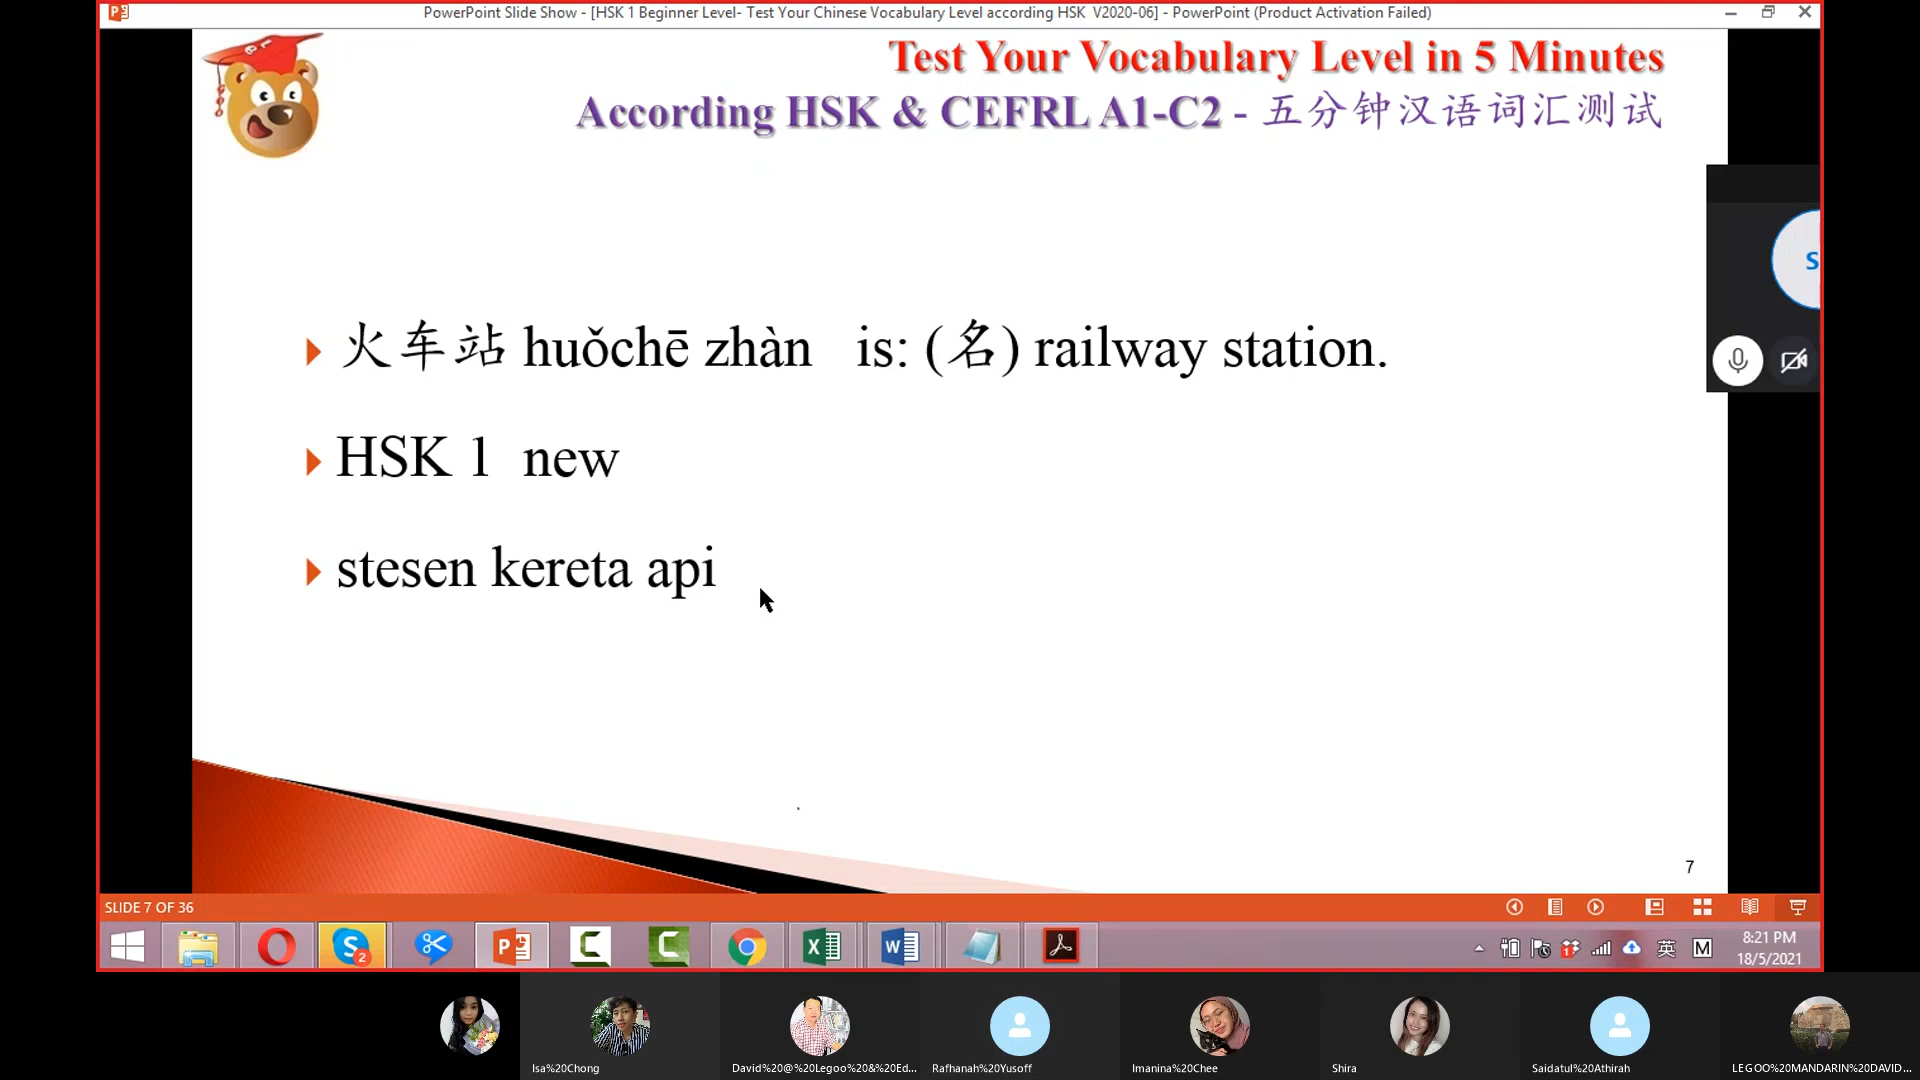 PowerPoint Slide Show - [HSK 1 Beginner Level- Test Your Chinese Vocabulary Level according HSK V2020-06] - PowerPoint (Product Activation Failed)
Test Your Vocabulary Level in 5 Minutes
According HSK & CEFRL A1-C2 - 五分钟汉语词汇测试
S
火车站 huǒchē zhàn is: (名) railway station.
HSK 1 new
stesen kereta api
7
SLIDE 7 OF 36
2
英 M
8:21 PM
18/5/2021
Isa%20Chong
David%20@%20Legoo%20&%20Ed...
Rafhanah%20Yusoff
Imanina%20Chee
Shira
Saidatul%20Athirah
LEGOO%20MANDARIN%20DAVID...